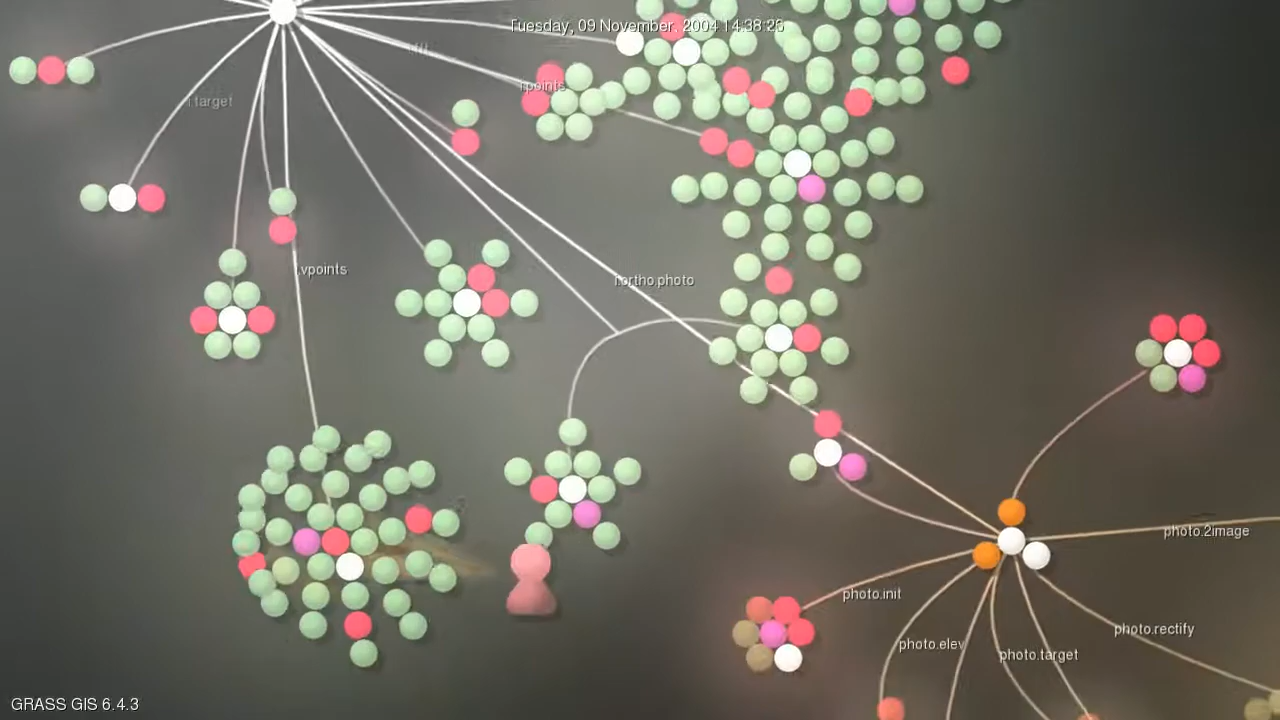 Tuesday, 09 November, 2004 14:38:26
i.points
i.target
i.vpoints
i.ortho.photo
photo.2image
photo.init
photo.rectify
photo.elev
photo.target
GRASS GIS 6.4.3